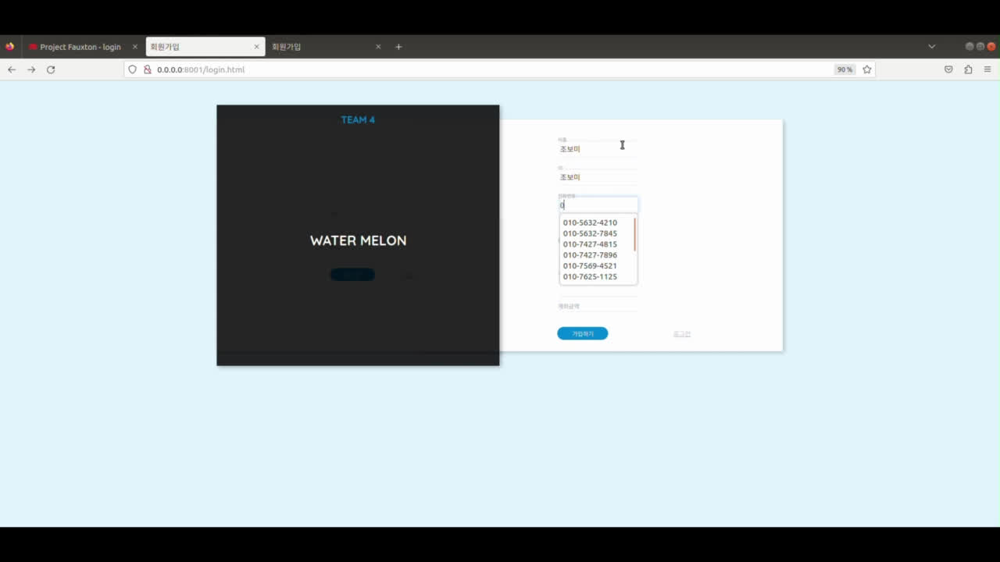 Project Fauxton - login
회원가입
회원가입
0.0.0.0:8001/login.html
90 %
TEAM 4
WATER MELON
이름
조보미
ID
조보미
전화번호
0
010-5632-4210
010-5632-7845
010-7427-4815
010-7427-7896
010-7569-4521
010-7625-1125
계좌금액
가입하기
로그인